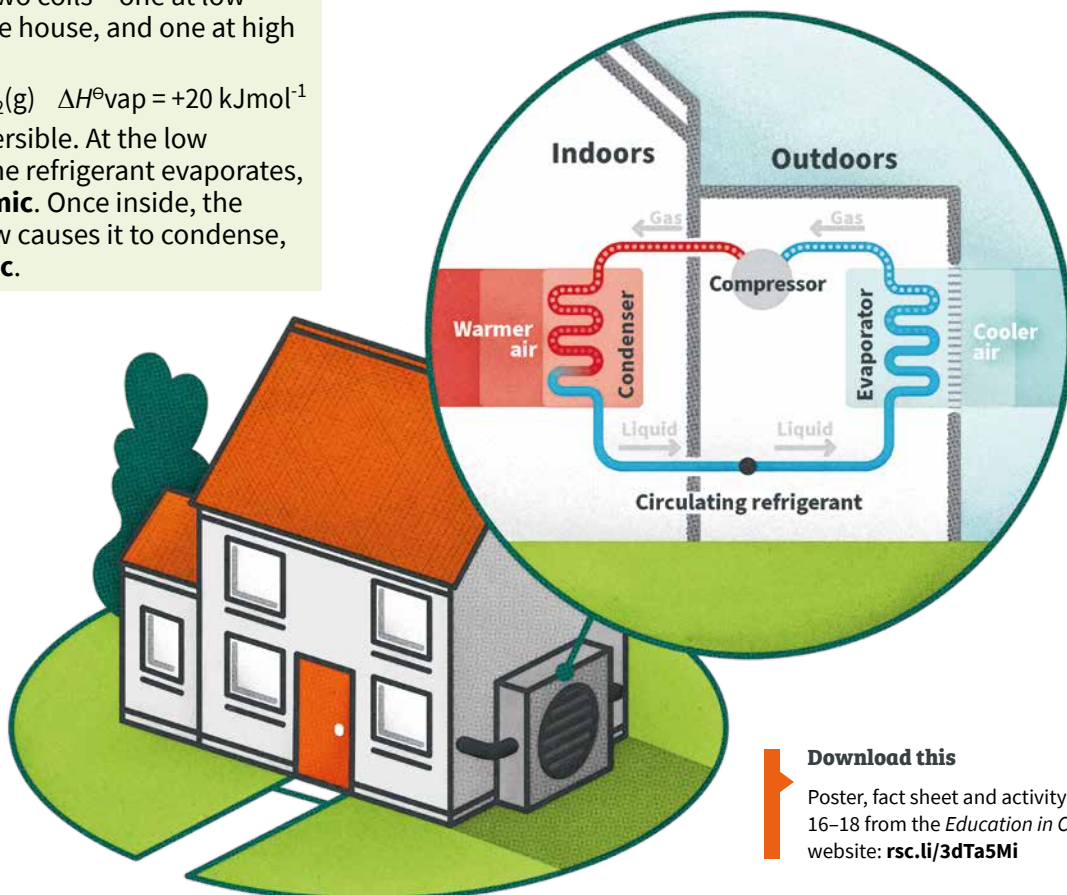 wo coils – one at low
e house, and one at high
₂(g) ΔH⊖vap = +20 kJmol⁻¹
ersible. At the low
he refrigerant evaporates,
mic. Once inside, the
w causes it to condense,
c.
Indoors
Outdoors
Gas
Gas
Compressor
Warmer
air
Condenser
Evaporator
Cooler
air
Liquid
Liquid
Circulating refrigerant
Download this
Poster, fact sheet and activity
16–18 from the Education in C
website: rsc.li/3dTa5Mi